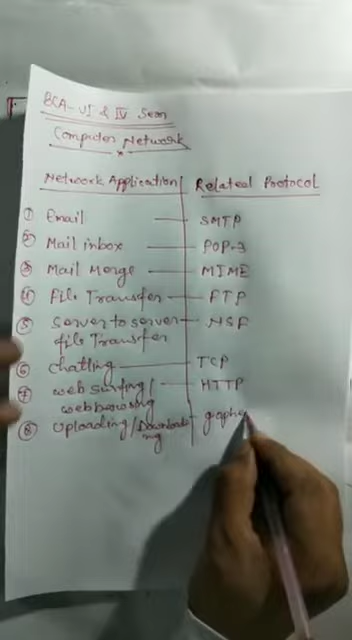 BCA-VI & IV Sem
Computer Network
Network Application Related Protocol
① Email — SMTP
② Mail inbox — POP-3
③ Mail Merge — MIME
④ File Transfer — FTP
⑤ Server to server — NSF
file Transfer
⑥ chatting — TCP
⑦ web surfing/ — HTTP
web browsing
⑧ Uploading/Downloading — gophe